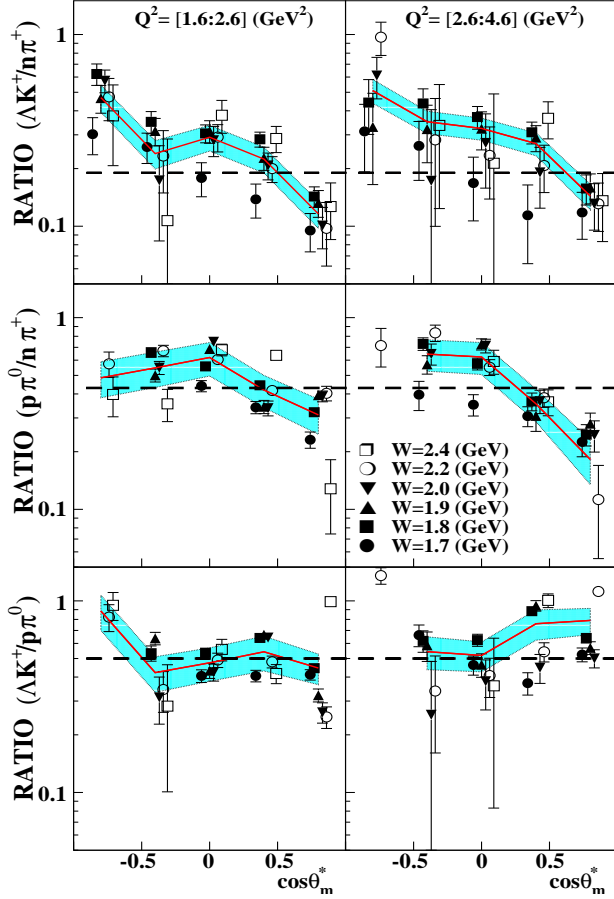 Q²= [1.6:2.6] (GeV²)
Q²= [2.6:4.6] (GeV²)
RATIO (ΛK⁺/nπ⁺)
1
0.1
RATIO (pπ⁰/nπ⁺)
1
0.1
W=2.4 (GeV)
W=2.2 (GeV)
W=2.0 (GeV)
W=1.9 (GeV)
W=1.8 (GeV)
W=1.7 (GeV)
RATIO (ΛK⁺/pπ⁰)
1
0.1
-0.5 0 0.5
-0.5 0 0.5
cosθ*ₘ
cosθ*ₘ